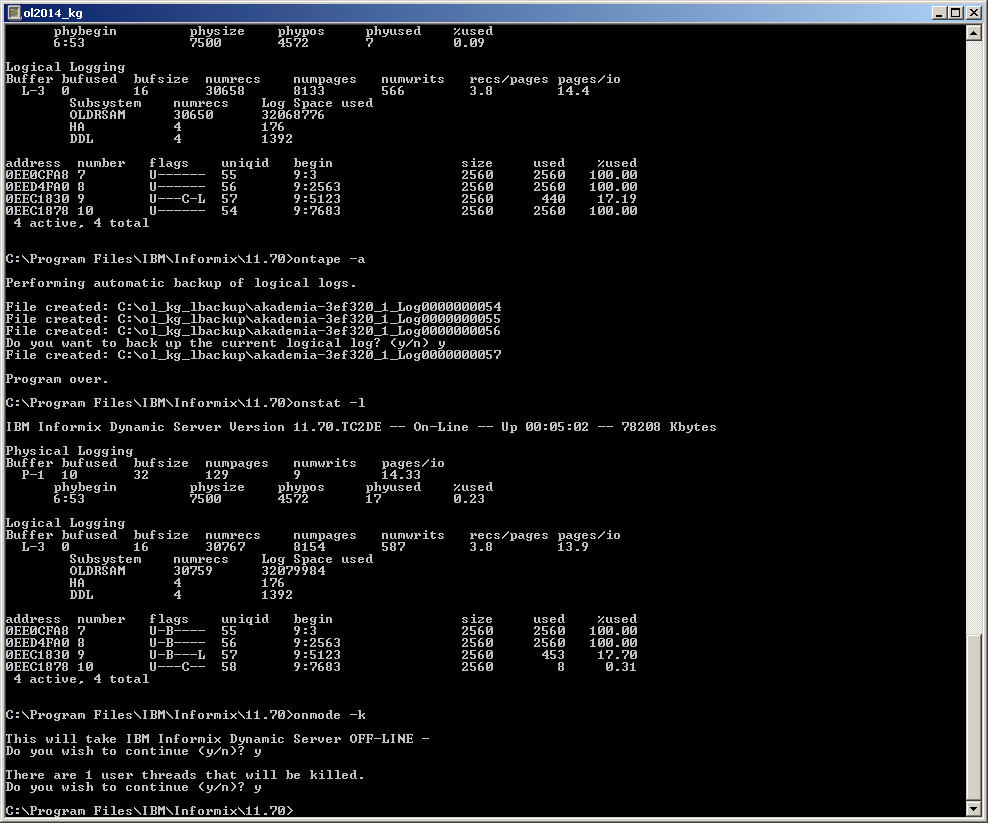 ol2014_kg
phybegin physize phypos phyused %used
6:53 7500 4572 7 0.09
Logical Logging
Buffer bufused bufsize numrecs numpages numwrits recs/pages pages/io
L-3 0 16 30658 8133 566 3.8 14.4
Subsystem numrecs Log Space used
OLDRSAM 30650 32068776
HA 4 176
DDL 4 1392
address number flags uniqid begin size used %used
0EE0CFA8 7 U------ 55 9:3 2560 2560 100.00
0EED4FA0 8 U------ 56 9:2563 2560 2560 100.00
0EEC1830 9 U---C-L 57 9:5123 2560 440 17.19
0EEC1878 10 U------ 54 9:7683 2560 2560 100.00
4 active, 4 total
C:\Program Files\IBM\Informix\11.70>ontape -a
Performing automatic backup of logical logs.
File created: C:\ol_kg_lbackup\akademia-3ef320_1_Log0000000054
File created: C:\ol_kg_lbackup\akademia-3ef320_1_Log0000000055
File created: C:\ol_kg_lbackup\akademia-3ef320_1_Log0000000056
Do you want to back up the current logical log? (y/n) y
File created: C:\ol_kg_lbackup\akademia-3ef320_1_Log0000000057
Program over.
C:\Program Files\IBM\Informix\11.70>onstat -l
IBM Informix Dynamic Server Version 11.70.TC2DE -- On-Line -- Up 00:05:02 -- 78208 Kbytes
Physical Logging
Buffer bufused bufsize numpages numwrits pages/io
P-1 10 32 129 9 14.33
phybegin physize phypos phyused %used
6:53 7500 4572 17 0.23
Logical Logging
Buffer bufused bufsize numrecs numpages numwrits recs/pages pages/io
L-3 0 16 30767 8154 587 3.8 13.9
Subsystem numrecs Log Space used
OLDRSAM 30759 32079984
HA 4 176
DDL 4 1392
address number flags uniqid begin size used %used
0EE0CFA8 7 U-B---- 55 9:3 2560 2560 100.00
0EED4FA0 8 U-B---- 56 9:2563 2560 2560 100.00
0EEC1830 9 U-B---L 57 9:5123 2560 453 17.70
0EEC1878 10 U---C-- 58 9:7683 2560 8 0.31
4 active, 4 total
C:\Program Files\IBM\Informix\11.70>onmode -k
This will take IBM Informix Dynamic Server OFF-LINE -
Do you wish to continue (y/n)? y
There are 1 user threads that will be killed.
Do you wish to continue (y/n)? y
C:\Program Files\IBM\Informix\11.70>